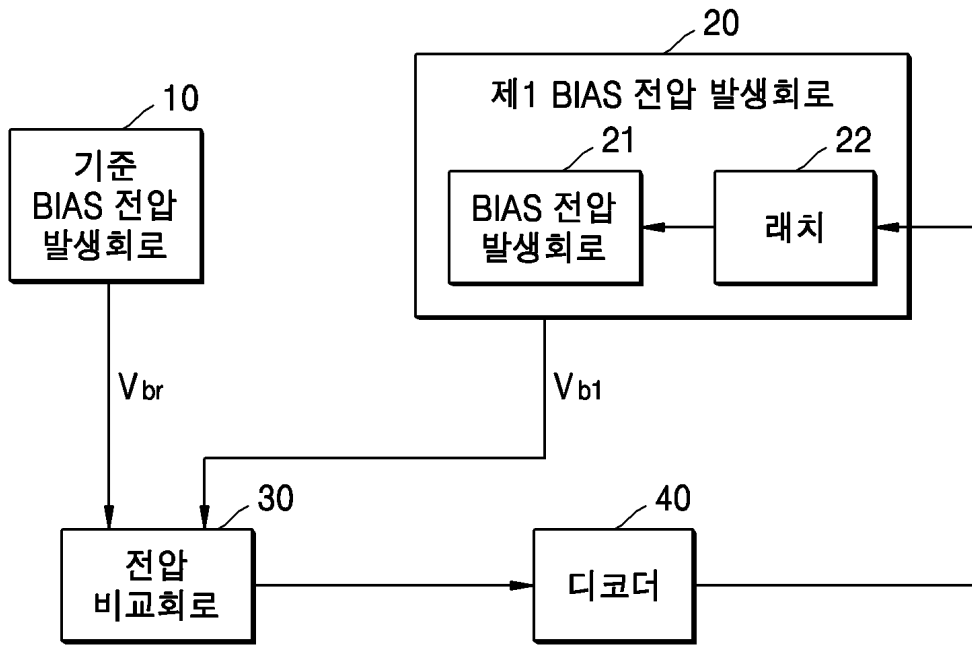 20
제1 BIAS 전압 발생회로
10
기준
BIAS 전압
발생회로
21
BIAS 전압
발생회로
22
래치
Vbr
Vb1
30
전압
비교회로
40
디코더